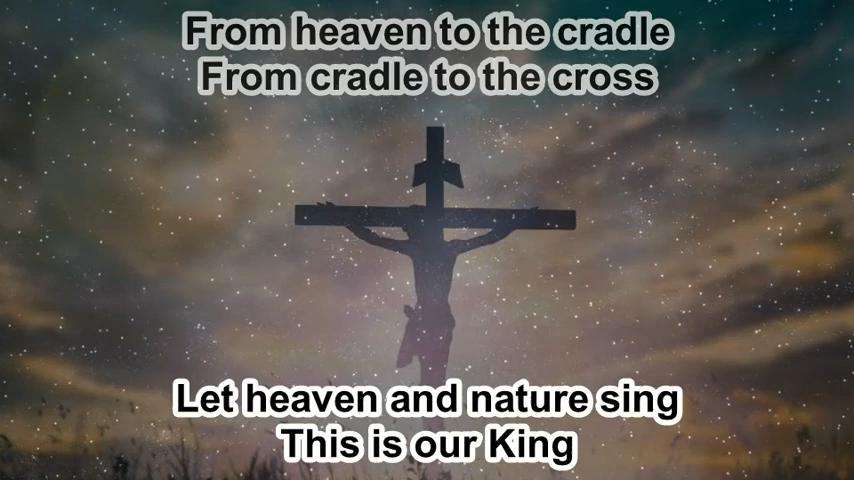 From heaven to the cradle
From cradle to the cross
Let heaven and nature sing
This is our King